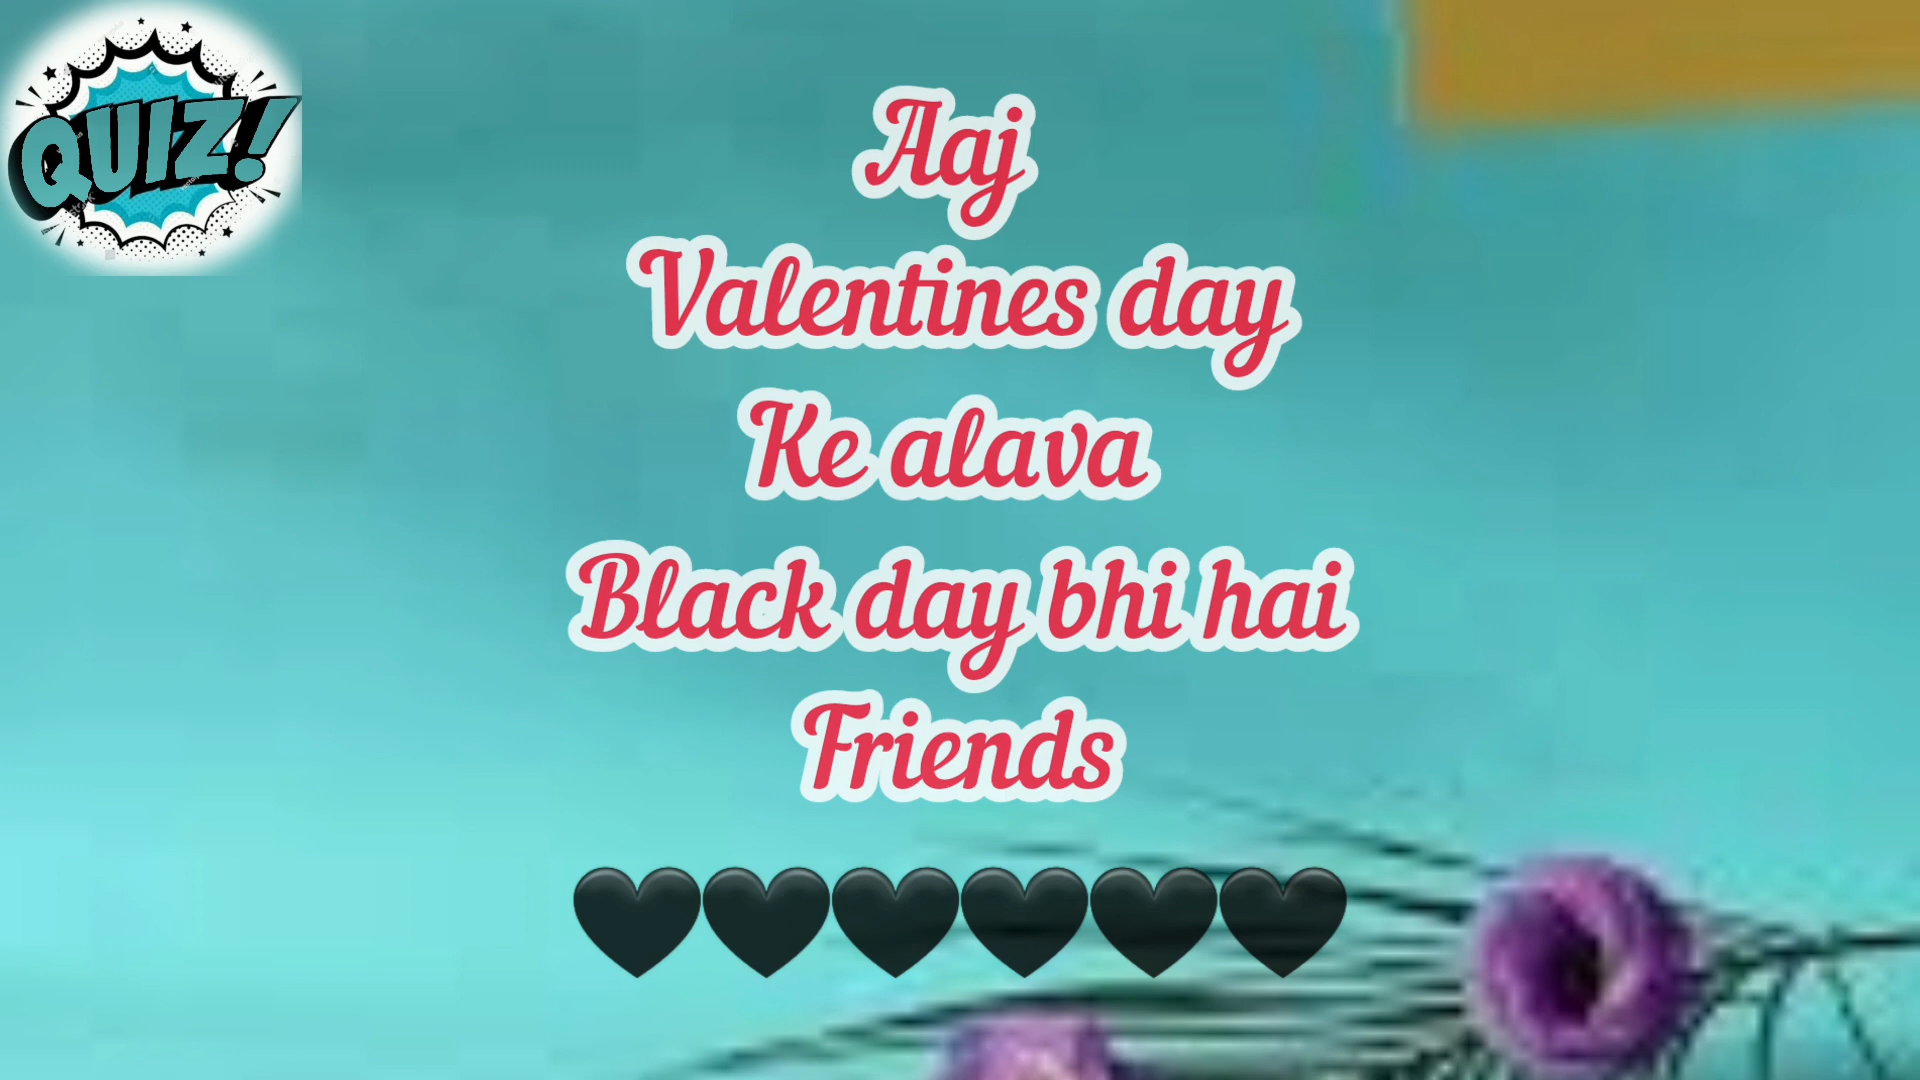 QUIZ!
Aaj
Valentines day
Ke alava
Black day bhi hai
Friends
🖤🖤🖤🖤🖤🖤